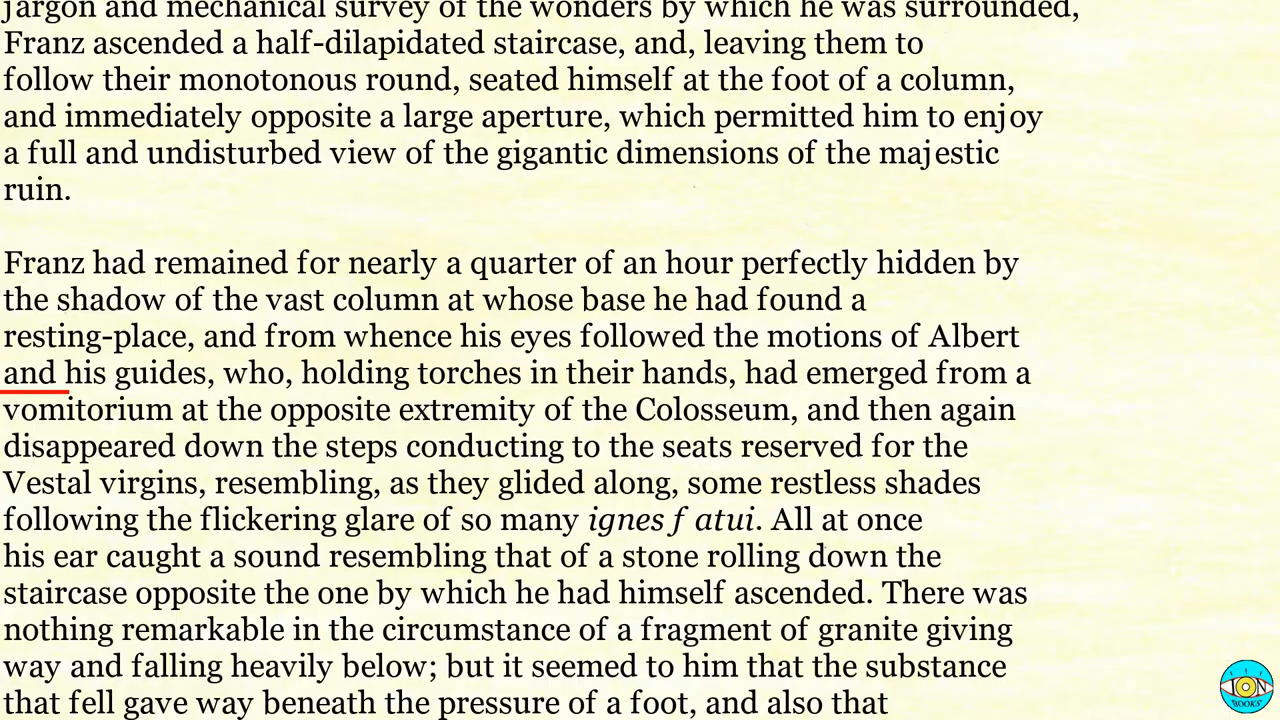 jargon and mechanical survey of the wonders by which he was surrounded,
Franz ascended a half-dilapidated staircase, and, leaving them to
follow their monotonous round, seated himself at the foot of a column,
and immediately opposite a large aperture, which permitted him to enjoy
a full and undisturbed view of the gigantic dimensions of the majestic
ruin.
Franz had remained for nearly a quarter of an hour perfectly hidden by
the shadow of the vast column at whose base he had found a
resting-place, and from whence his eyes followed the motions of Albert
and his guides, who, holding torches in their hands, had emerged from a
vomitorium at the opposite extremity of the Colosseum, and then again
disappeared down the steps conducting to the seats reserved for the
Vestal virgins, resembling, as they glided along, some restless shades
following the flickering glare of so many ignes fatui. All at once
his ear caught a sound resembling that of a stone rolling down the
staircase opposite the one by which he had himself ascended. There was
nothing remarkable in the circumstance of a fragment of granite giving
way and falling heavily below; but it seemed to him that the substance
that fell gave way beneath the pressure of a foot, and also that
ION
BOOKS